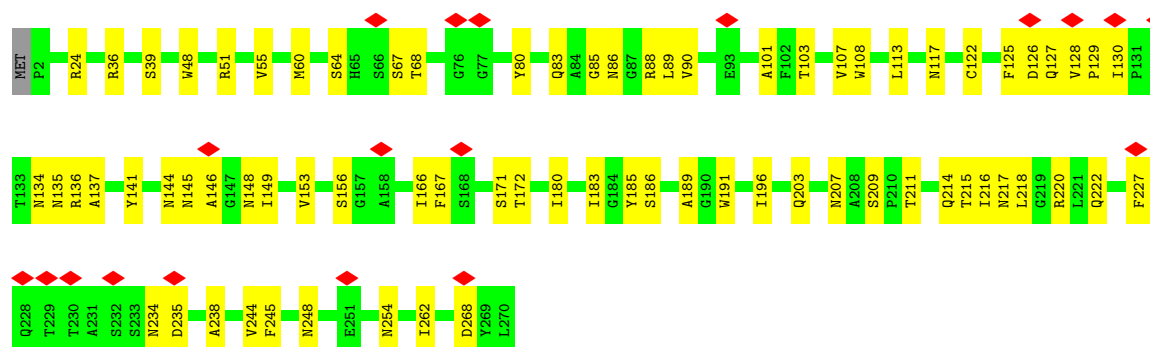 MET P2 R24 R36 S39 W48 R51 V55 M60 S64 H65 S66 S67 T68 G76 G77 Y80 Q83 A84 G85 N86 G87 R88 L89 V90 E93 A101 F102 T103 V107 W108 L113 N117 C122 F125 D126 Q127 V128 P129 I130 P131
T133 N134 N135 R136 A137 Y141 N144 N145 A146 G147 N148 I149 V153 S156 G157 A158 I166 F167 S168 S171 T172 I180 I183 G184 Y185 S186 A189 G190 W191 I196 Q203 N207 A208 S209 P210 T211 Q214 T215 I216 N217 L218 G219 R220 L221 Q222 F227
Q228 T229 T230 A231 S232 S233 N234 D235 A238 V244 F245 N248 E251 N254 I262 D268 Y269 L270